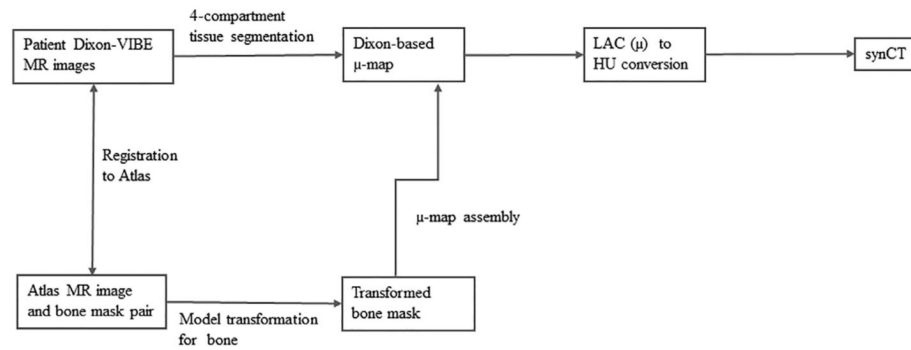 4-compartment
tissue segmentation
Patient Dixon-VIBE
MR images
Dixon-based
μ-map
LAC (μ) to
HU conversion
synCT
Registration
to Atlas
μ-map assembly
Atlas MR image
and bone mask pair
Model transformation
for bone
Transformed
bone mask